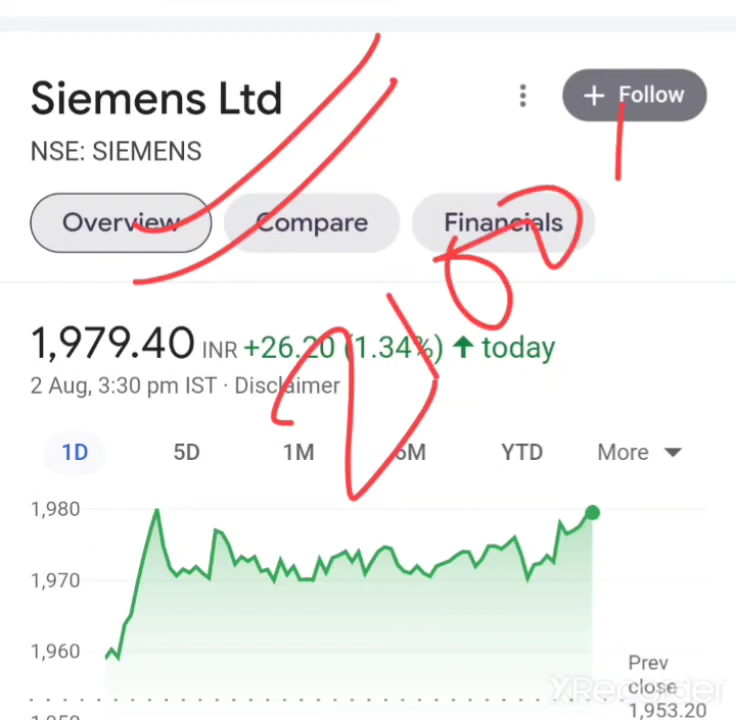 Siemens Ltd
+ Follow
NSE: SIEMENS
Overview Compare Financials
1,979.40 INR +26.20 (1.34%) ↑ today
2 Aug, 3:30 pm IST · Disclaimer
1D 5D 1M 6M YTD More
1,980
1,970
1,960
Prev
close
1,953.20
XRecorder